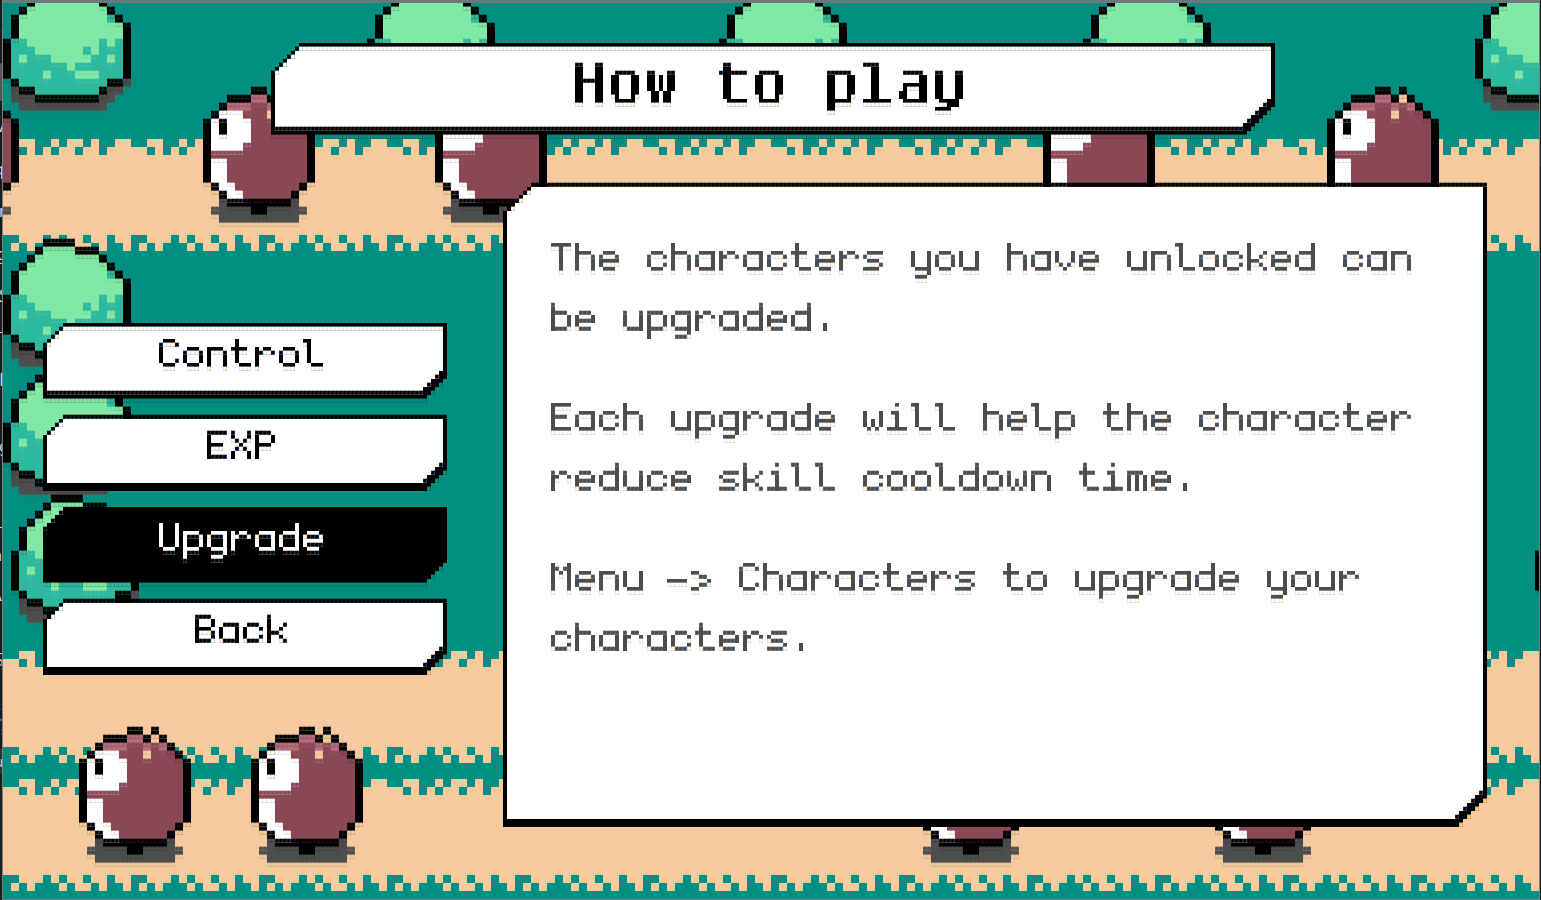 How to play
Control
EXP
Upgrade
Back
The characters you have unlocked can
be upgraded.
Each upgrade will help the character
reduce skill cooldown time.
Menu -> Characters to upgrade your
characters.